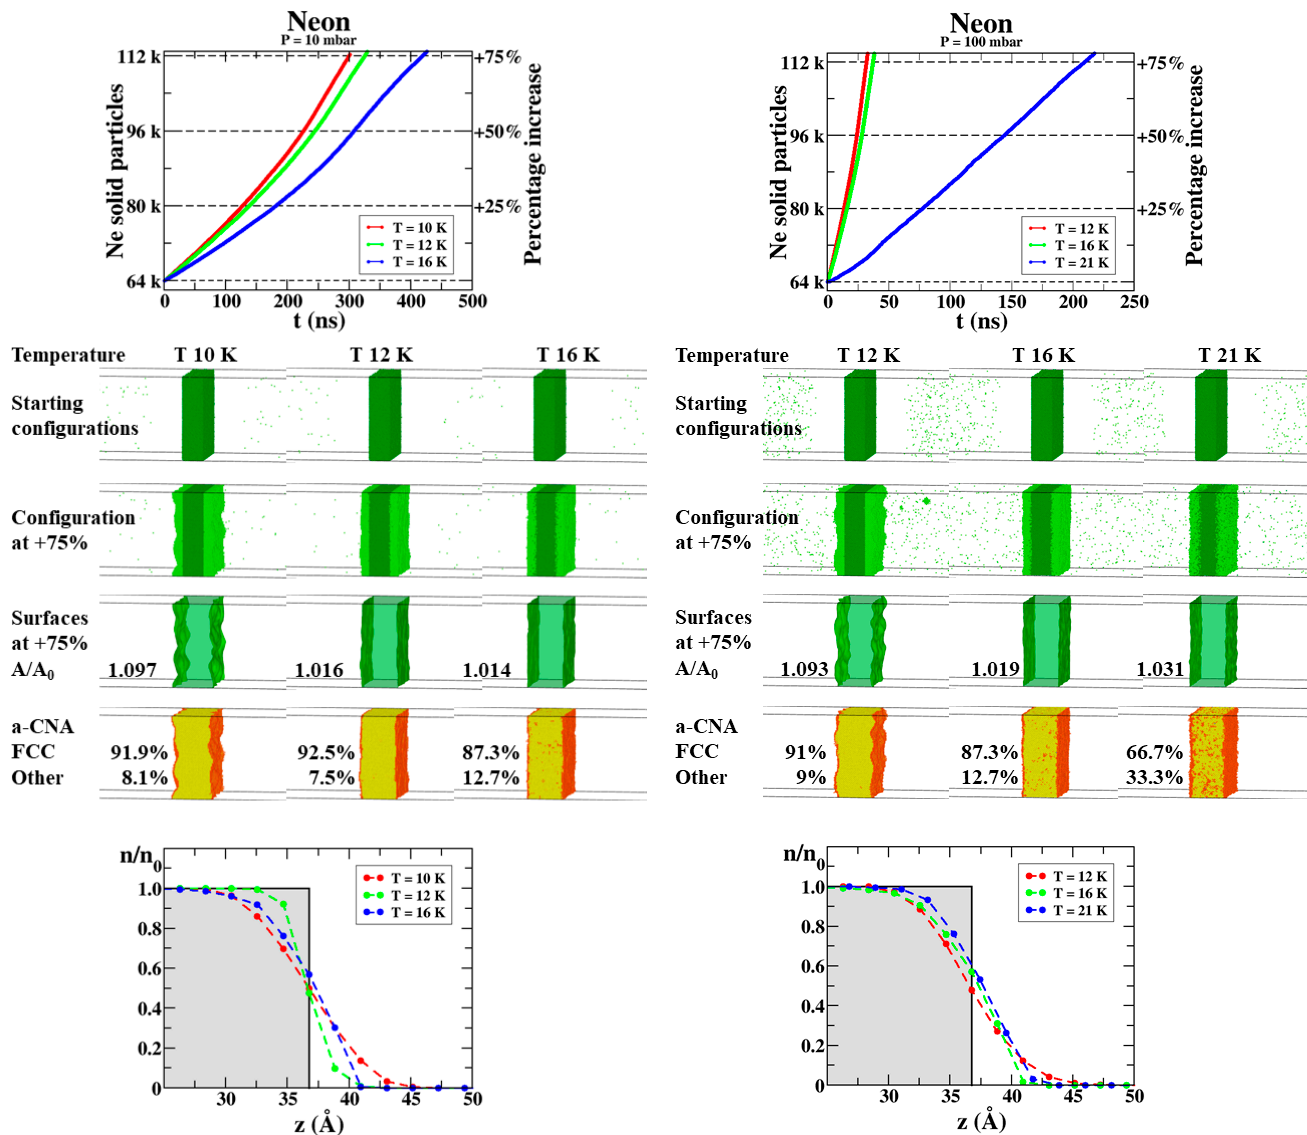 Neon
P = 10 mbar
112 k
96 k
80 k
64 k
Ne solid particles
+75%
+50%
+25%
Percentage increase
T = 10 K
T = 12 K
T = 16 K
0 100 200 300 400 500
t (ns)
Temperature T 10 K T 12 K T 16 K
Starting
configurations
Configuration
at +75%
Surfaces
at +75%
A/A0 1.097 1.016 1.014
a-CNA
FCC 91.9% 92.5% 87.3%
Other 8.1% 7.5% 12.7%
n/n0
1.0
0.8
0.6
0.4
0.2
0
T = 10 K
T = 12 K
T = 16 K
30 35 40 45 50
z (Å)
Neon
P = 100 mbar
112 k
96 k
80 k
64 k
Ne solid particles
+75%
+50%
+25%
Percentage increase
T = 12 K
T = 16 K
T = 21 K
0 50 100 150 200 250
t (ns)
Temperature T 12 K T 16 K T 21 K
Starting
configurations
Configuration
at +75%
Surfaces
at +75%
A/A0 1.093 1.019 1.031
a-CNA
FCC 91% 87.3% 66.7%
Other 9% 12.7% 33.3%
n/n0
1.0
0.8
0.6
0.4
0.2
0
T = 12 K
T = 16 K
T = 21 K
30 35 40 45 50
z (Å)